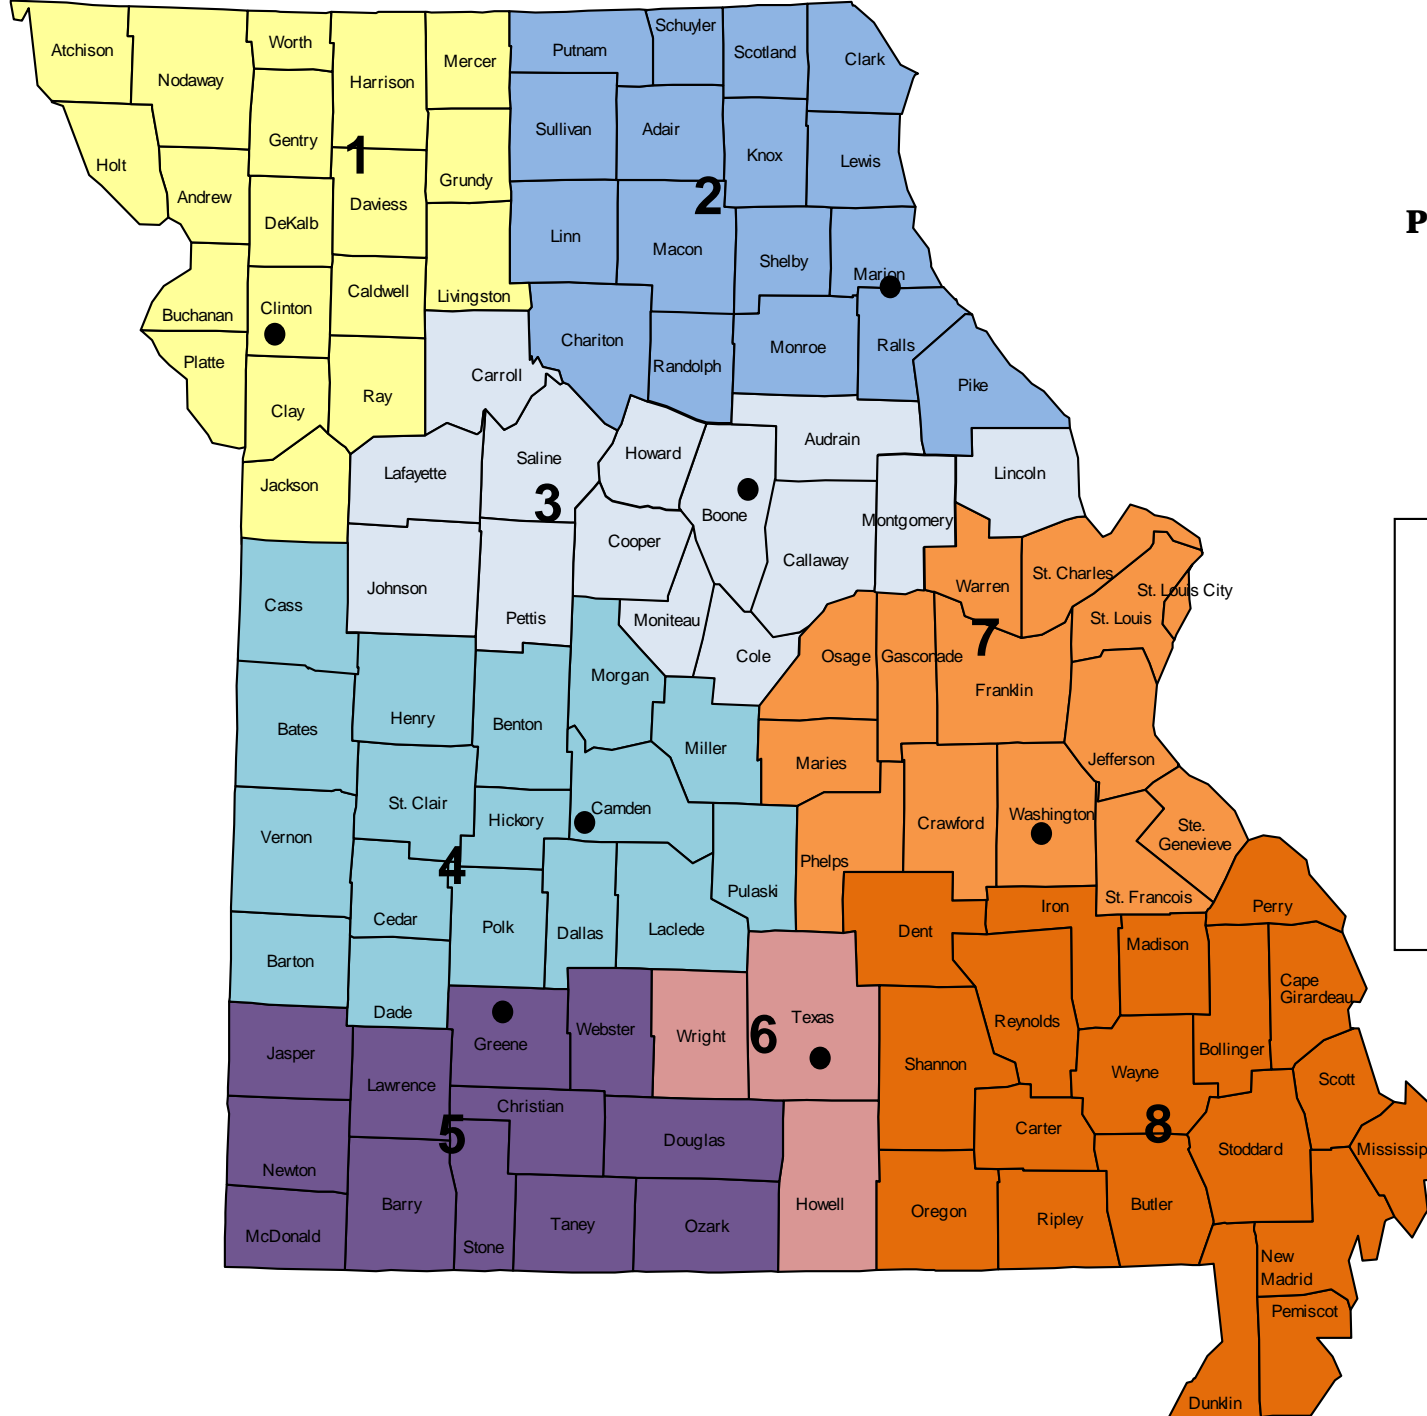 Atchison
Nodaway
Worth
Harrison
Mercer
Putnam
Schuyler
Scotland
Clark
Holt
Gentry
1
Grundy
Sullivan
Adair
Knox
Lewis
P
Andrew
DeKalb
Daviess
2
Linn
Macon
Shelby
Marion
Buchanan
Clinton
Caldwell
Livingston
Chariton
Randolph
Monroe
Ralls
Pike
Platte
Clay
Ray
Carroll
Jackson
Lafayette
Saline
Howard
Audrain
Lincoln
3
Boone
Montgomery
Johnson
Pettis
Cooper
Callaway
Warren
St. Charles
St. Louis City
Cass
Moniteau
Cole
Osage
Gasconade
7
St. Louis
Bates
Henry
Benton
Morgan
Miller
Maries
Franklin
Jefferson
Vernon
St. Clair
Hickory
Camden
Phelps
Crawford
Washington
Ste.
Genevieve
4
Cedar
Polk
Dallas
Laclede
Pulaski
Dent
Iron
St. Francois
Perry
Barton
Dade
Madison
Cape
Girardeau
Jasper
Lawrence
Greene
Webster
Wright
6
Texas
Shannon
Reynolds
Wayne
Bollinger
Scott
Newton
5
Christian
Douglas
Carter
8
Stoddard
Mississip
McDonald
Barry
Stone
Taney
Ozark
Howell
Oregon
Ripley
Butler
New
Madrid
Pemiscot
Dunklin